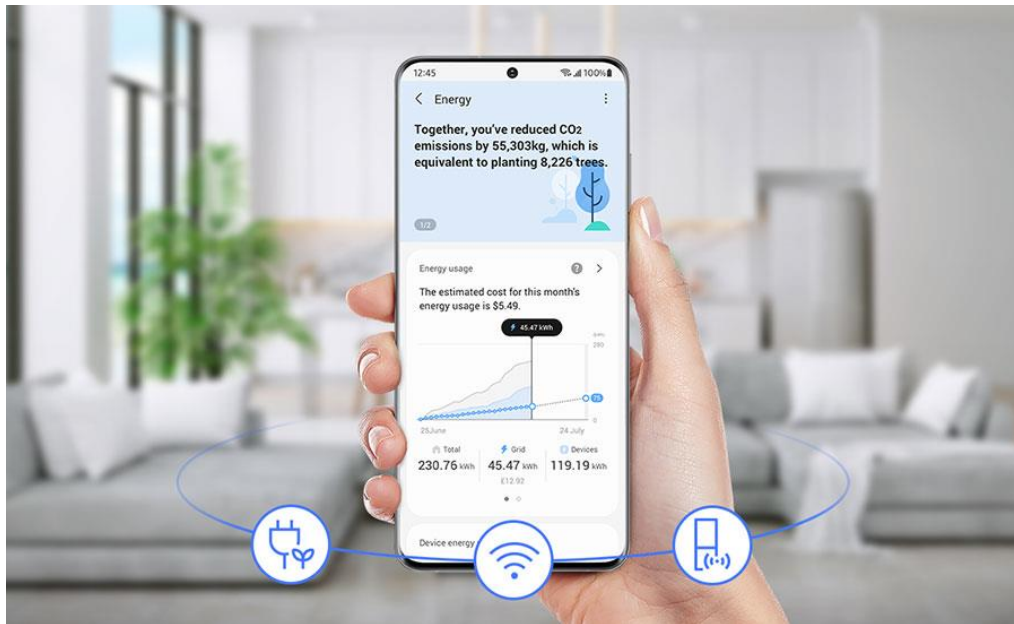 12:45
100%
Energy
Together, you've reduced CO2
emissions by 55,303kg, which is
equivalent to planting 8,226 trees.
1/2
Energy usage
?
The estimated cost for this month's
energy usage is $5.49.
45.47 kWh
280
75
0
25June
24 July
Total
Grid
Devices
230.76 kWh
45.47 kWh
119.19 kWh
£12.92
Device energy